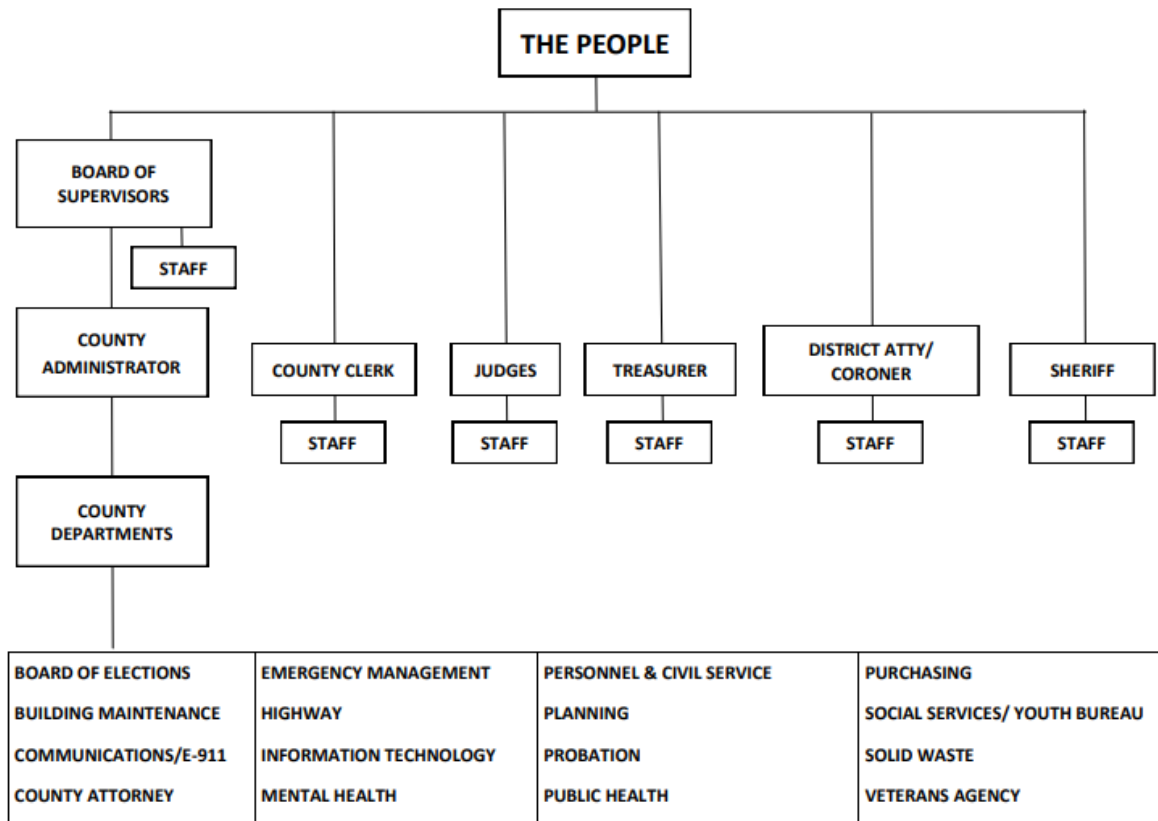 THE PEOPLE
BOARD OF
SUPERVISORS
STAFF
COUNTY
ADMINISTRATOR
COUNTY CLERK
JUDGES
TREASURER
DISTRICT ATTY/
CORONER
SHERIFF
STAFF
STAFF
STAFF
STAFF
STAFF
COUNTY
DEPARTMENTS
BOARD OF ELECTIONS
BUILDING MAINTENANCE
COMMUNICATIONS/E-911
COUNTY ATTORNEY
EMERGENCY MANAGEMENT
HIGHWAY
INFORMATION TECHNOLOGY
MENTAL HEALTH
PERSONNEL & CIVIL SERVICE
PLANNING
PROBATION
PUBLIC HEALTH
PURCHASING
SOCIAL SERVICES/ YOUTH BUREAU
SOLID WASTE
VETERANS AGENCY